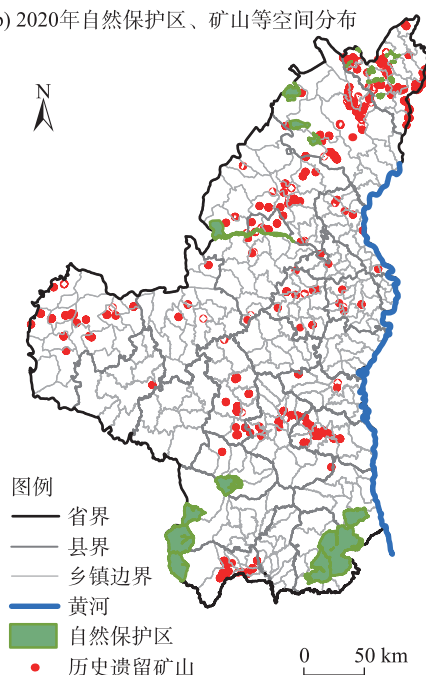 b) 2020年自然保护区、矿山等空间分布
N
图例
省界
县界
乡镇边界
黄河
自然保护区
历史遗留矿山
0 50 km